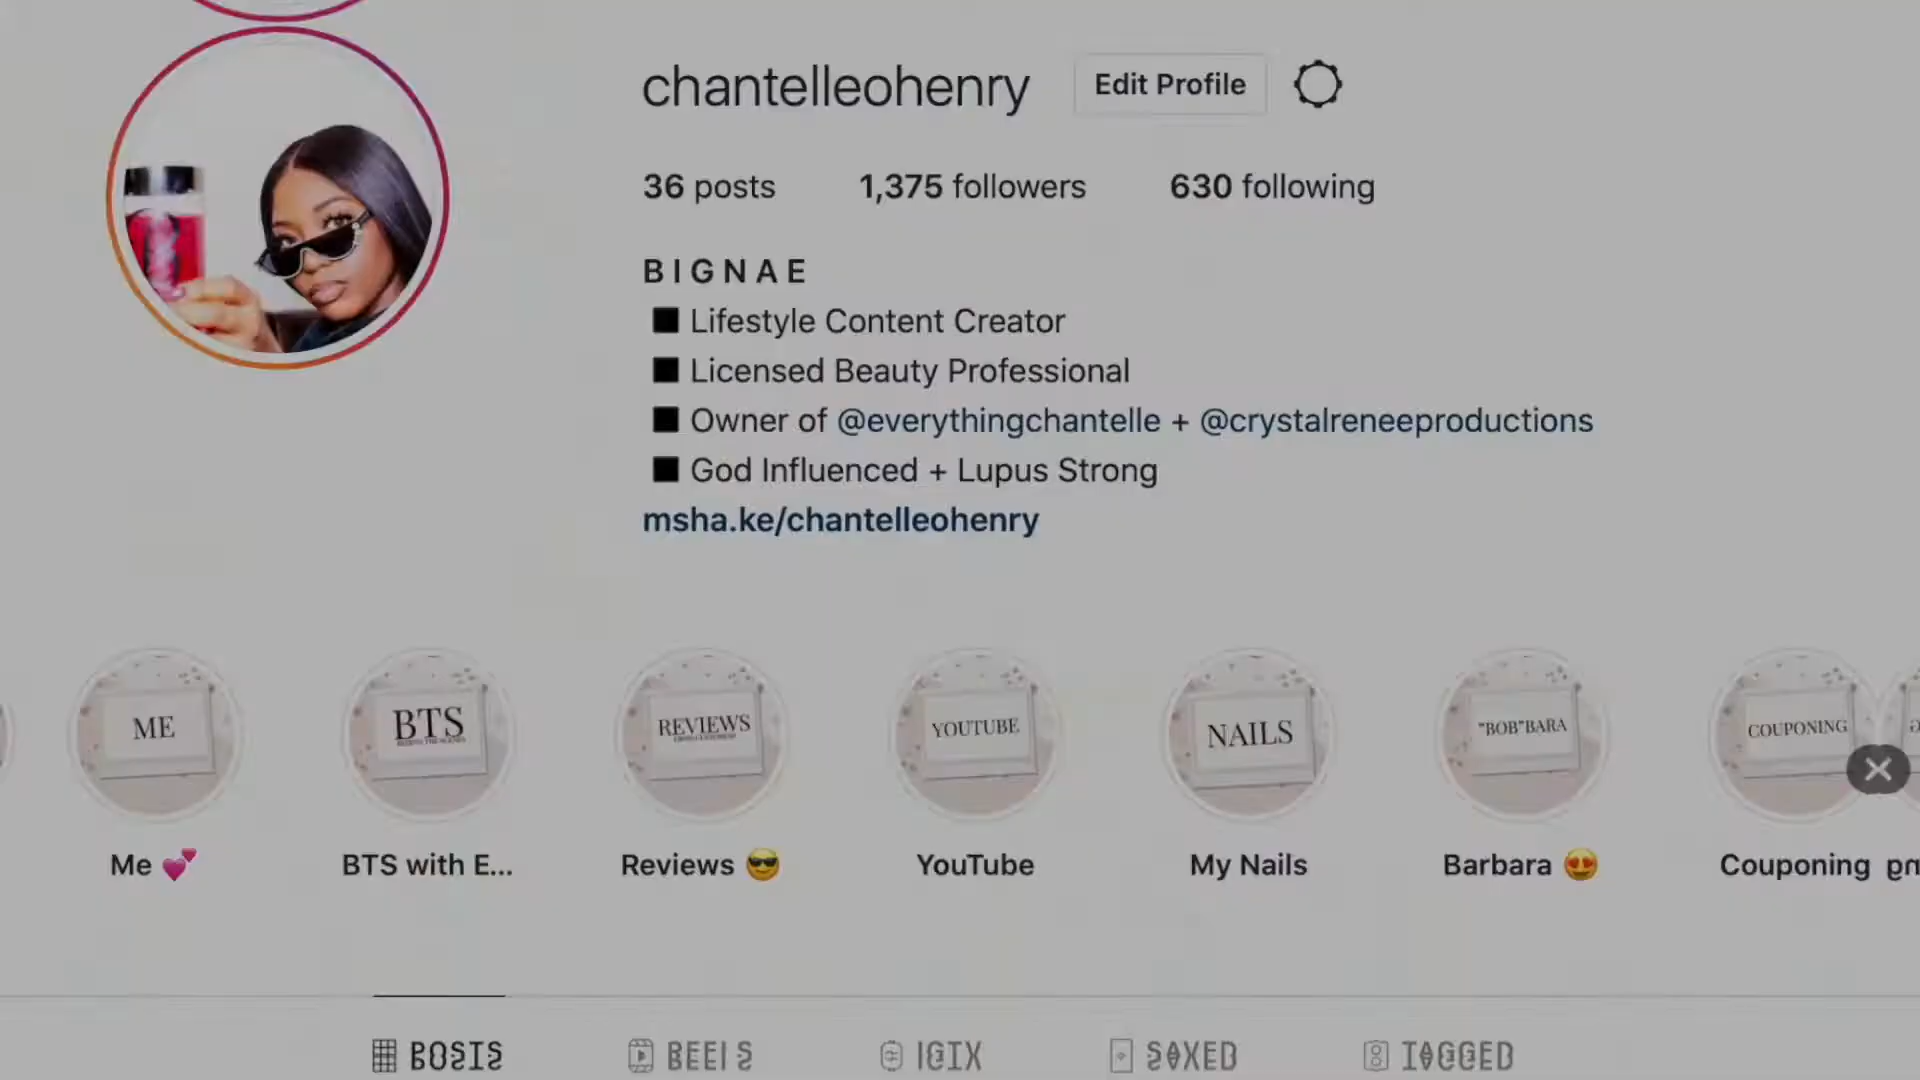 chantelleohenry Edit Profile
36 posts 1,375 followers 630 following
B I G N A E
Lifestyle Content Creator
Licensed Beauty Professional
Owner of @everythingchantelle + @crystalreneeproductions
God Influenced + Lupus Strong
msha.ke/chantelleohenry
ME
BTS
REVIEWS
YOUTUBE
NAILS
"BOB"BARA
COUPONING
Me 💕
BTS with E...
Reviews 😎
YouTube
My Nails
Barbara 😍
Couponing